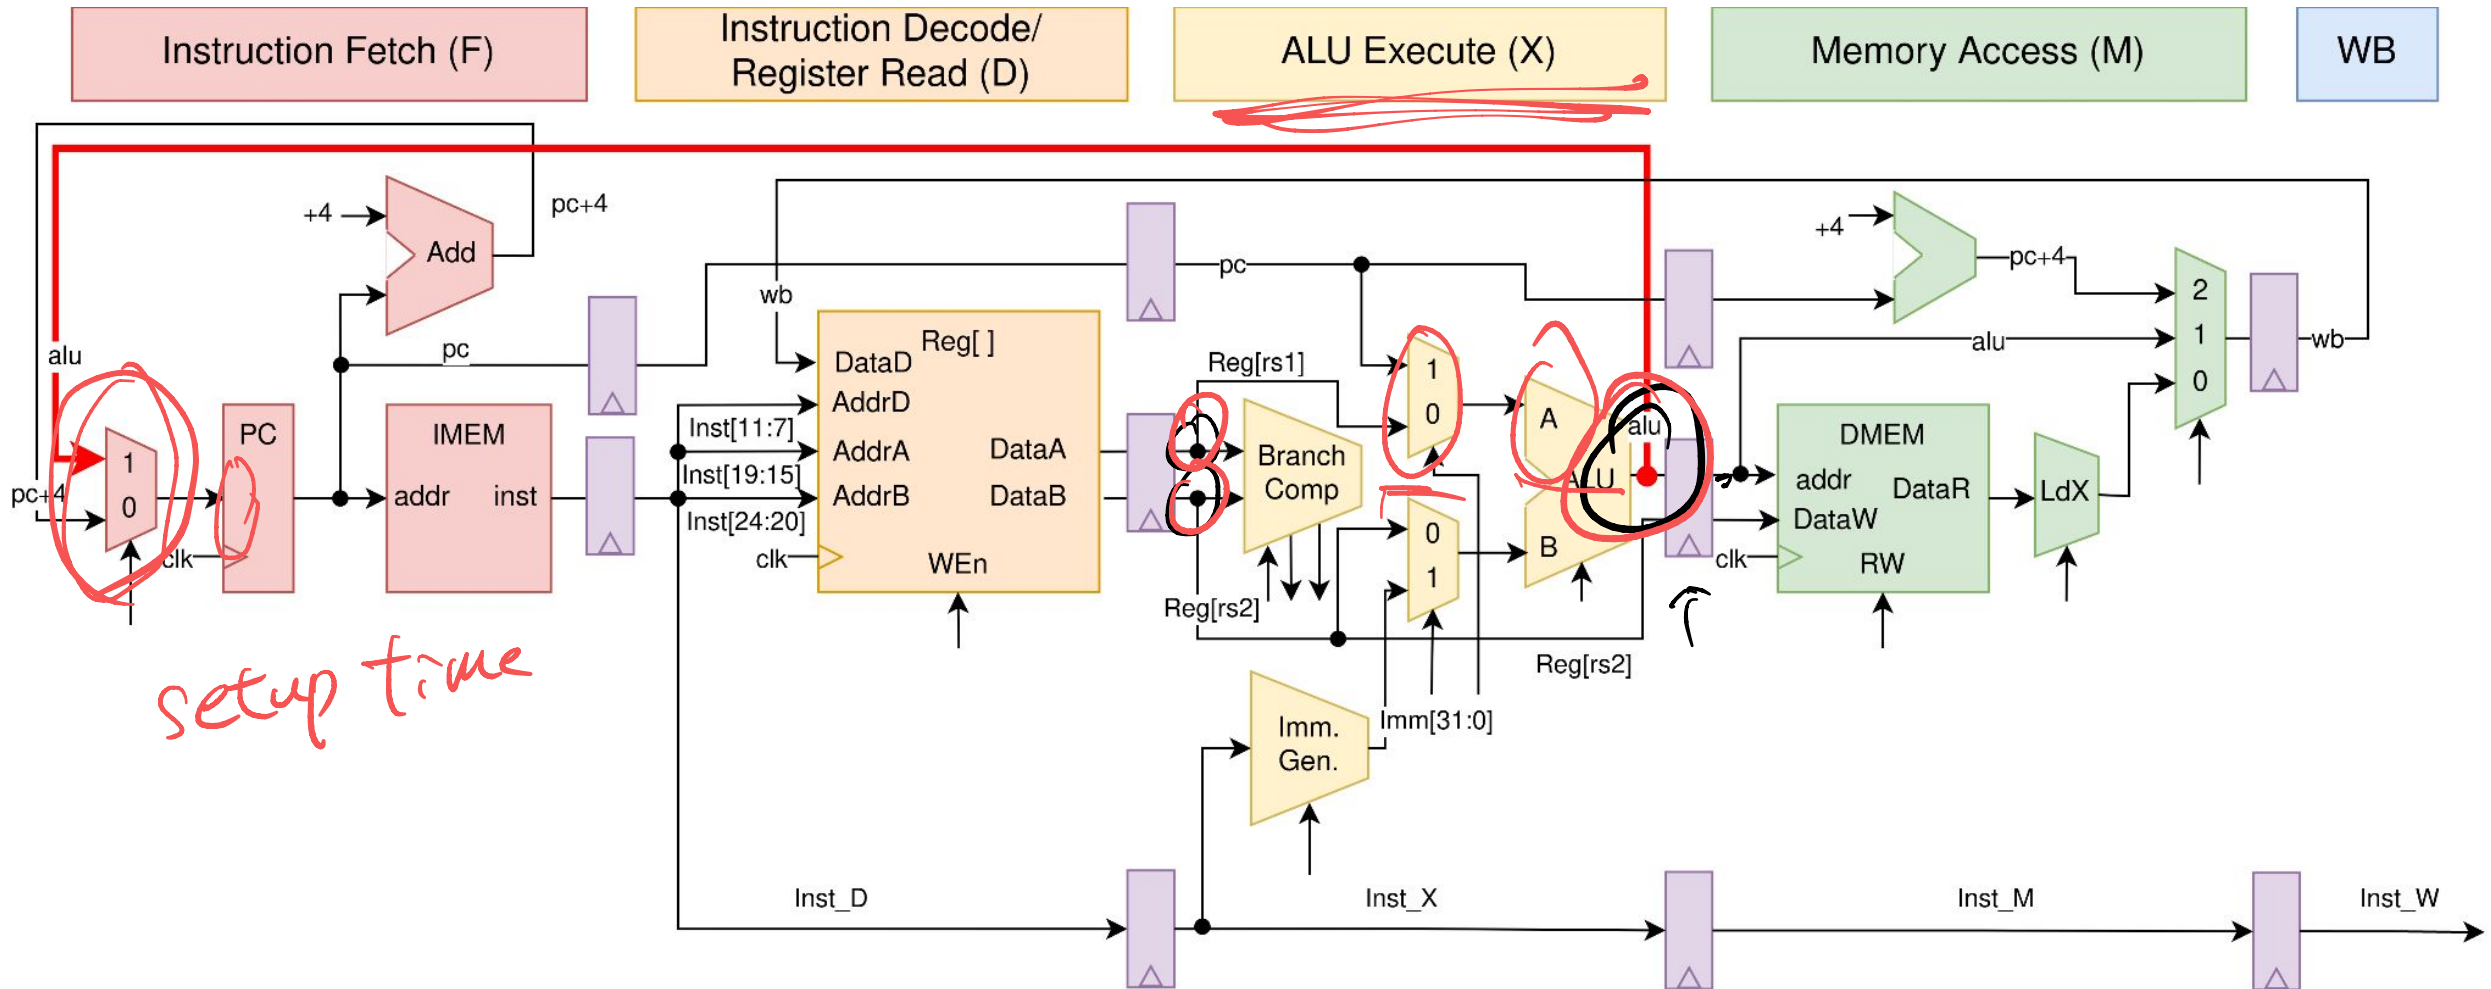 Instruction Fetch (F)
Instruction Decode/
Register Read (D)
ALU Execute (X)
Memory Access (M)
WB
+4
Add
pc+4
alu
pc
1
0
pc+4
clk
PC
IMEM
addr
inst
setup time
wb
Reg[ ]
DataD
AddrD
AddrA
AddrB
DataA
DataB
clk
WEn
Inst[11:7]
Inst[19:15]
Inst[24:20]
pc
Reg[rs1]
Branch
Comp
Reg[rs2]
1
0
0
1
A
B
ALU
alu
Reg[rs2]
Imm.
Gen.
Imm[31:0]
+4
pc+4
alu
2
1
0
wb
DMEM
addr
DataR
DataW
clk
RW
LdX
Inst_D
Inst_X
Inst_M
Inst_W